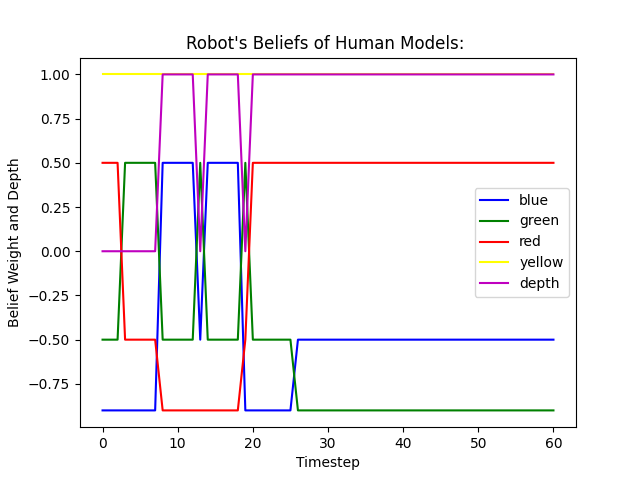 Robot's Beliefs of Human Models:
1.00
0.75
0.50
0.25
0.00
−0.25
−0.50
−0.75
Belief Weight and Depth
blue
green
red
yellow
depth
0 10 20 30 40 50 60
Timestep